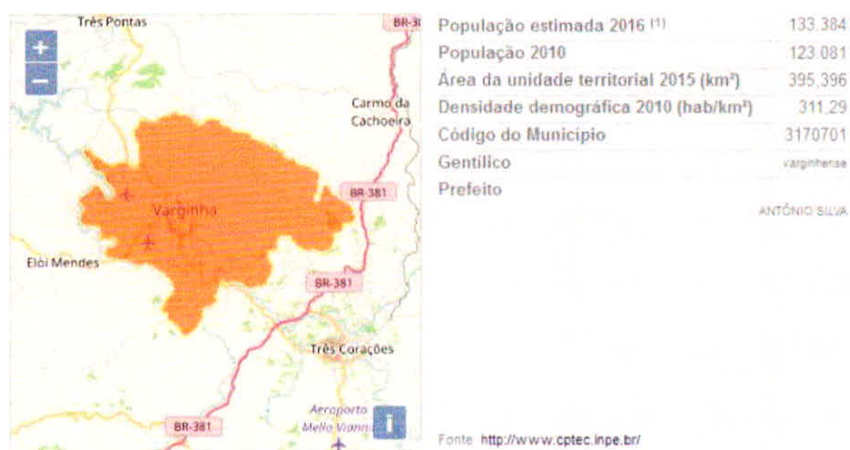 Três Pontas
BR-38
+
−
Carmo da
Cachoeira
BR-381
Varginha
Elói Mendes
BR-381
Três Corações
Aeroporto
Mello Vianna
i
BR-381
População estimada 2016 (1) 133.384
População 2010 123.081
Área da unidade territorial 2015 (km²) 395,396
Densidade demográfica 2010 (hab/km²) 311,29
Código do Município 3170701
Gentílico varginhense
Prefeito
ANTÔNIO SILVA
Fonte http://www.cptec.inpe.br/